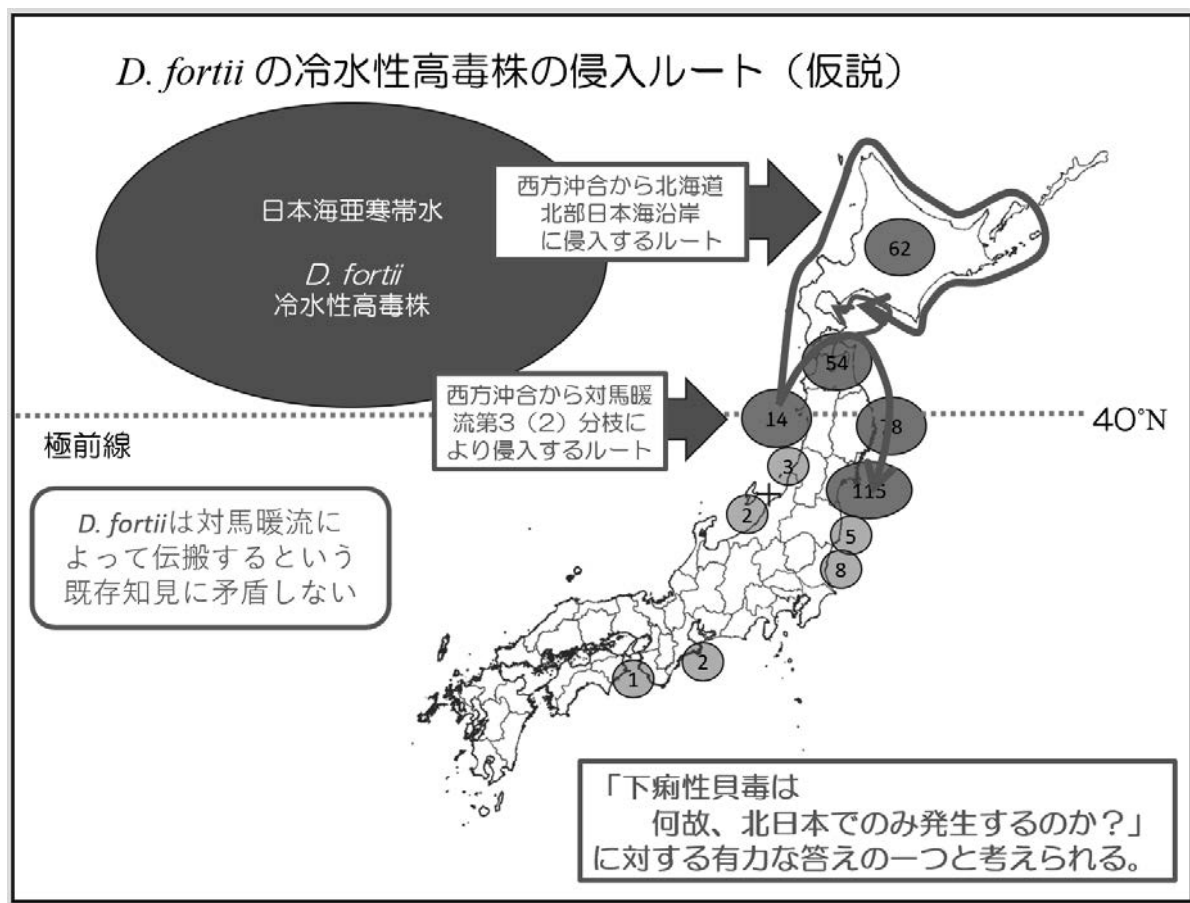 D. fortii の冷水性高毒株の侵入ルート（仮説）
日本海亜寒帯水
D. fortii
冷水性高毒株
西方沖合から北海道
北部日本海沿岸
に侵入するルート
62
54
西方沖合から対馬暖
流第3（2）分枝に
より侵入するルート
14
78
40°N
極前線
3
115
2
5
8
D. fortiiは対馬暖流に
よって伝搬するという
既存知見に矛盾しない
2
1
「下痢性貝毒は
何故、北日本でのみ発生するのか？」
に対する有力な答えの一つと考えられる。